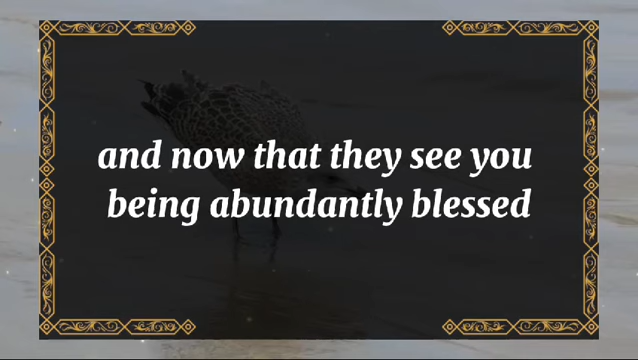 and now that they see you
being abundantly blessed